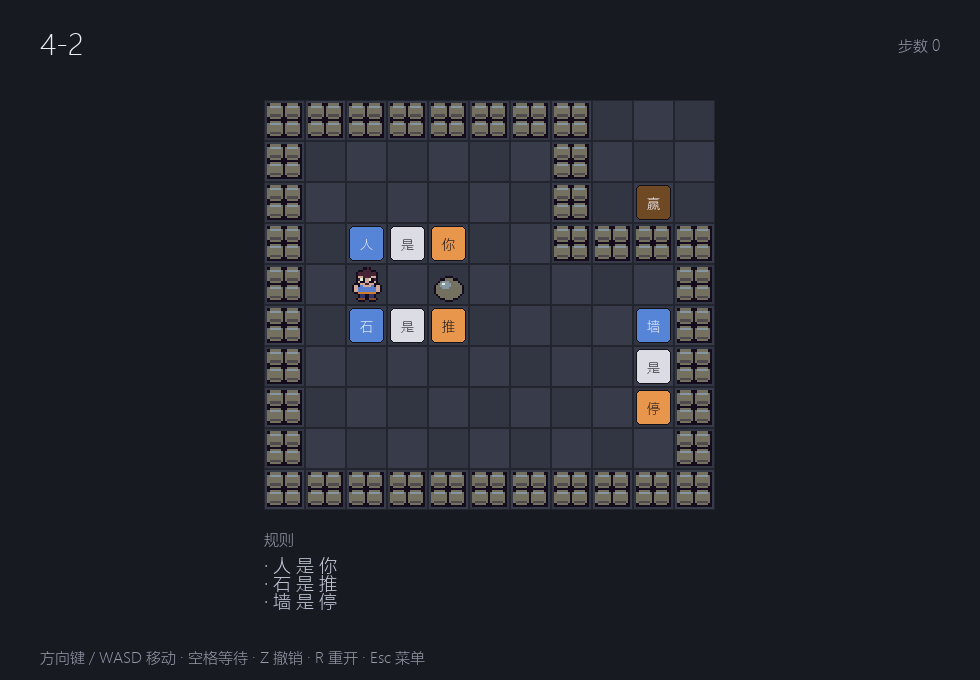 4-2
步数 0
赢
人 是 你
石 是 推
墙
是
停
规则
· 人 是 你
· 石 是 推
· 墙 是 停
方向键 / WASD 移动 · 空格等待 · Z 撤销 · R 重开 · Esc 菜单